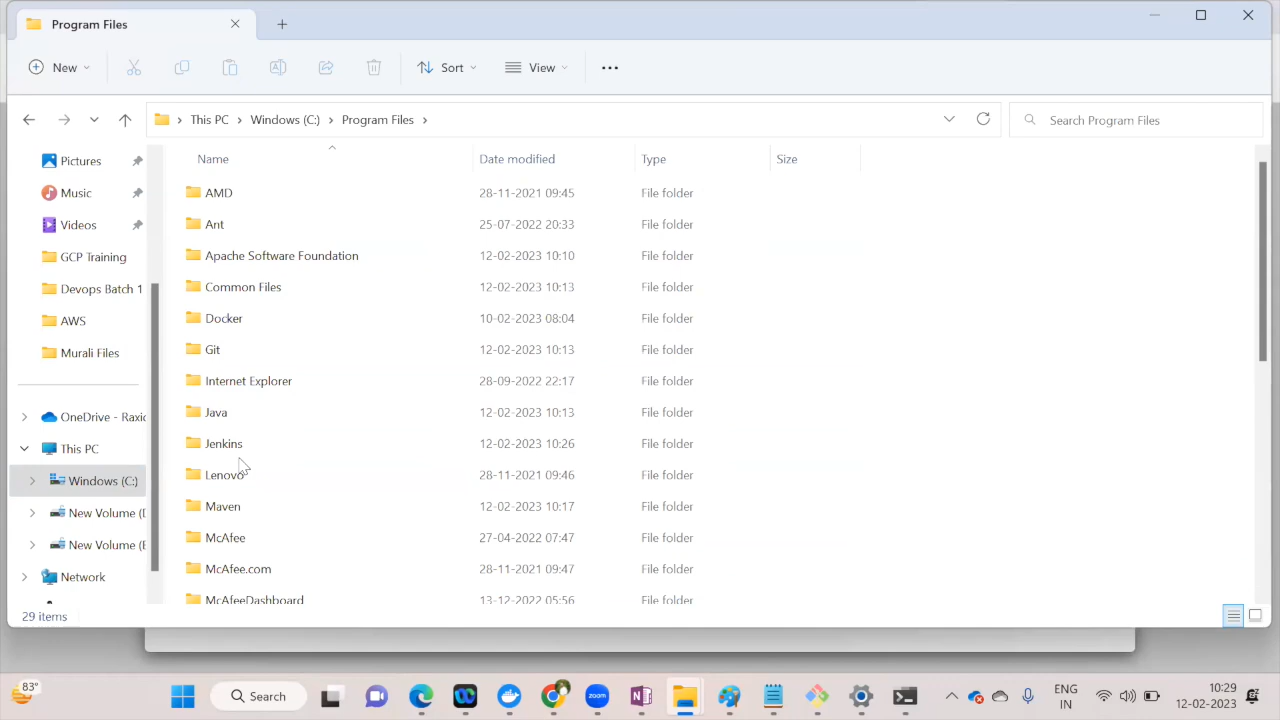 Program Files
New
Sort
View
This PC
Windows (C:)
Program Files
Search Program Files
Name
Date modified
Type
Size
Pictures
Music
Videos
GCP Training
Devops Batch 1
AWS
Murali Files
OneDrive - Raxic
This PC
Windows (C:)
New Volume (D
New Volume (E
Network
AMD 28-11-2021 09:45 File folder
Ant 25-07-2022 20:33 File folder
Apache Software Foundation 12-02-2023 10:10 File folder
Common Files 12-02-2023 10:13 File folder
Docker 10-02-2023 08:04 File folder
Git 12-02-2023 10:13 File folder
Internet Explorer 28-09-2022 22:17 File folder
Java 12-02-2023 10:13 File folder
Jenkins 12-02-2023 10:26 File folder
Lenovo 28-11-2021 09:46 File folder
Maven 12-02-2023 10:17 File folder
McAfee 27-04-2022 07:47 File folder
McAfee.com 28-11-2021 09:47 File folder
McAfeeDashboard 13-12-2022 05:56 File folder
29 items
83°
Search
zoom
ENG
IN
10:29
12-02-2023